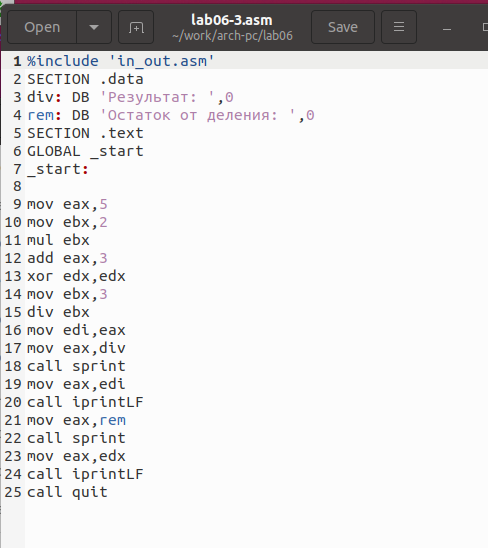 Open
lab06-3.asm
~/work/arch-pc/lab06
Save
1 %include 'in_out.asm'
2 SECTION .data
3 div: DB 'Результат: ',0
4 rem: DB 'Остаток от деления: ',0
5 SECTION .text
6 GLOBAL _start
7 _start:
8
9 mov eax,5
10 mov ebx,2
11 mul ebx
12 add eax,3
13 xor edx,edx
14 mov ebx,3
15 div ebx
16 mov edi,eax
17 mov eax,div
18 call sprint
19 mov eax,edi
20 call iprintLF
21 mov eax,rem
22 call sprint
23 mov eax,edx
24 call iprintLF
25 call quit